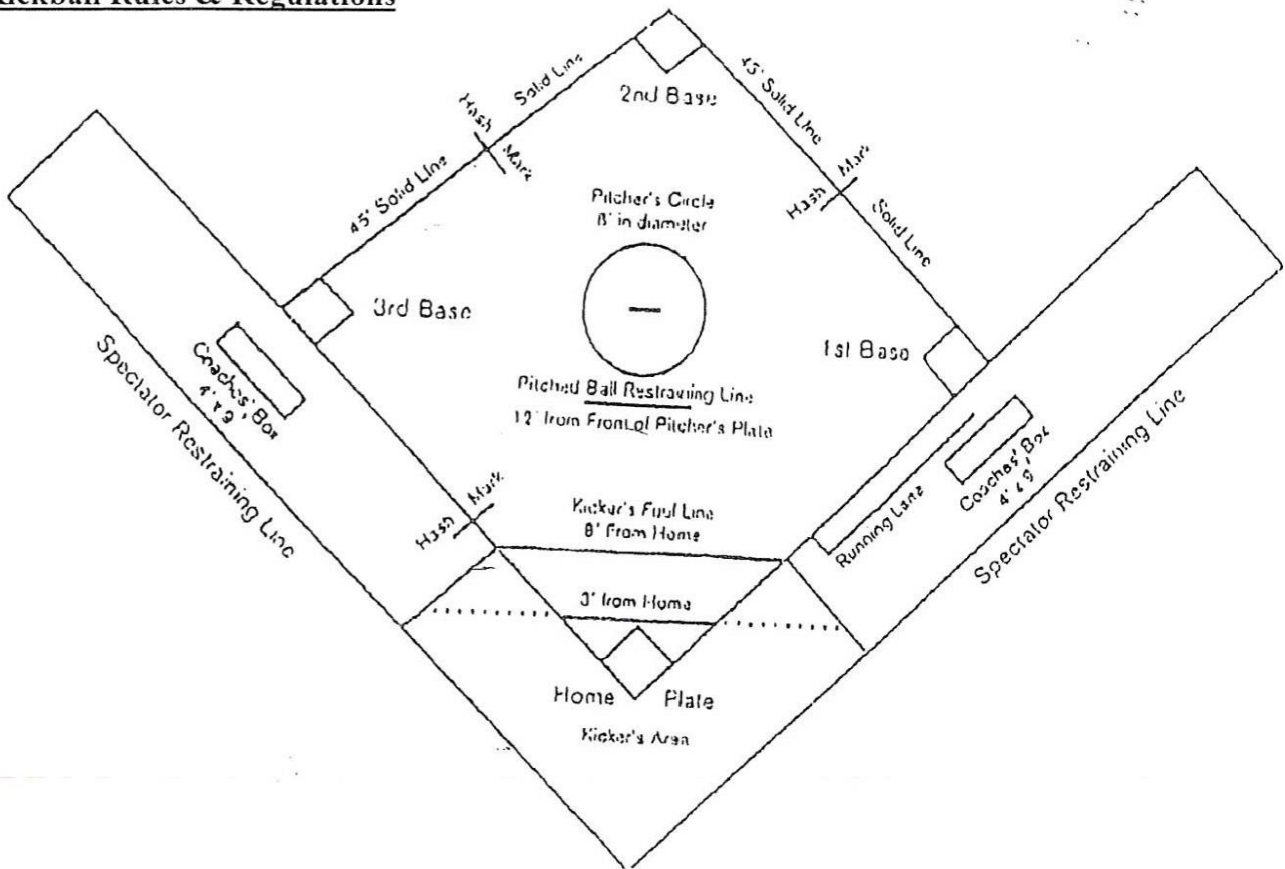 Kickball Rules & Regulations
45' Solid Line
Hash Mark
Solid Line
2nd Base
45' Solid Line
Hash Mark
Solid Line
Pitcher's Circle
8' in diameter
3rd Base
1st Base
Pitched Ball Restraining Line
12' from Front of Pitcher's Plate
Coaches' Box
4' x 9'
Spectator Restraining Line
Hash Mark
Kicker's Foul Line
8' From Home
3' from Home
Running Lane
Coaches' Box
4' x 9'
Spectator Restraining Line
Home Plate
Kicker's Area